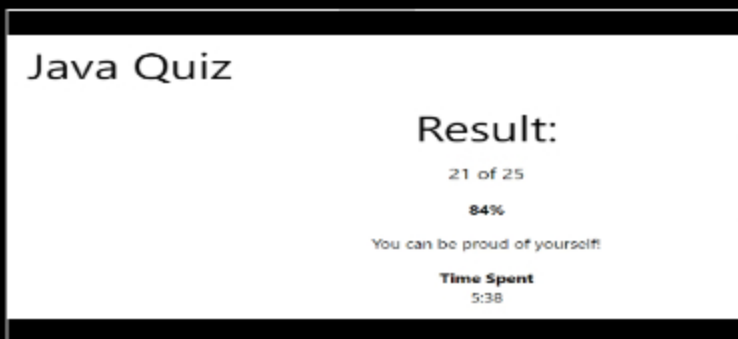 Java Quiz
Result:
21 of 25
84%
You can be proud of yourself!
Time Spent
5:38